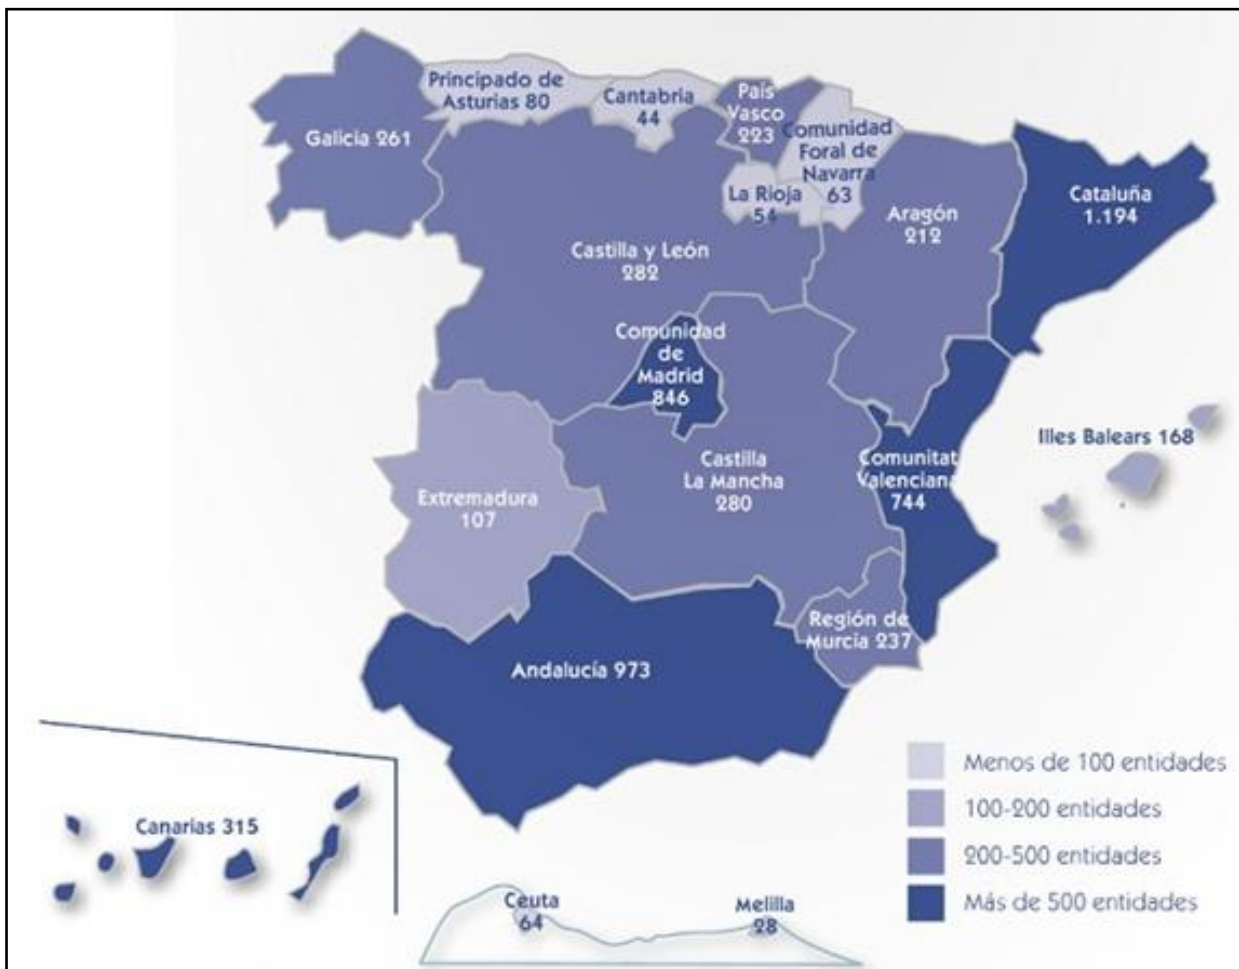 Principado de
Asturias 80
Cantabria
44
País
Vasco
223
Galicia 261
Comunidad
Foral de
Navarra
63
La Rioja
54
Cataluña
1.194
Aragón
212
Castilla y León
282
Comunidad
de
Madrid
846
Illes Balears 168
Castilla
La Mancha
280
Comunitat
Valenciana
744
Extremadura
107
Región de
Murcia 237
Andalucía 973
Canarias 315
Ceuta
64
Melilla
28
Menos de 100 entidades
100-200 entidades
200-500 entidades
Más de 500 entidades